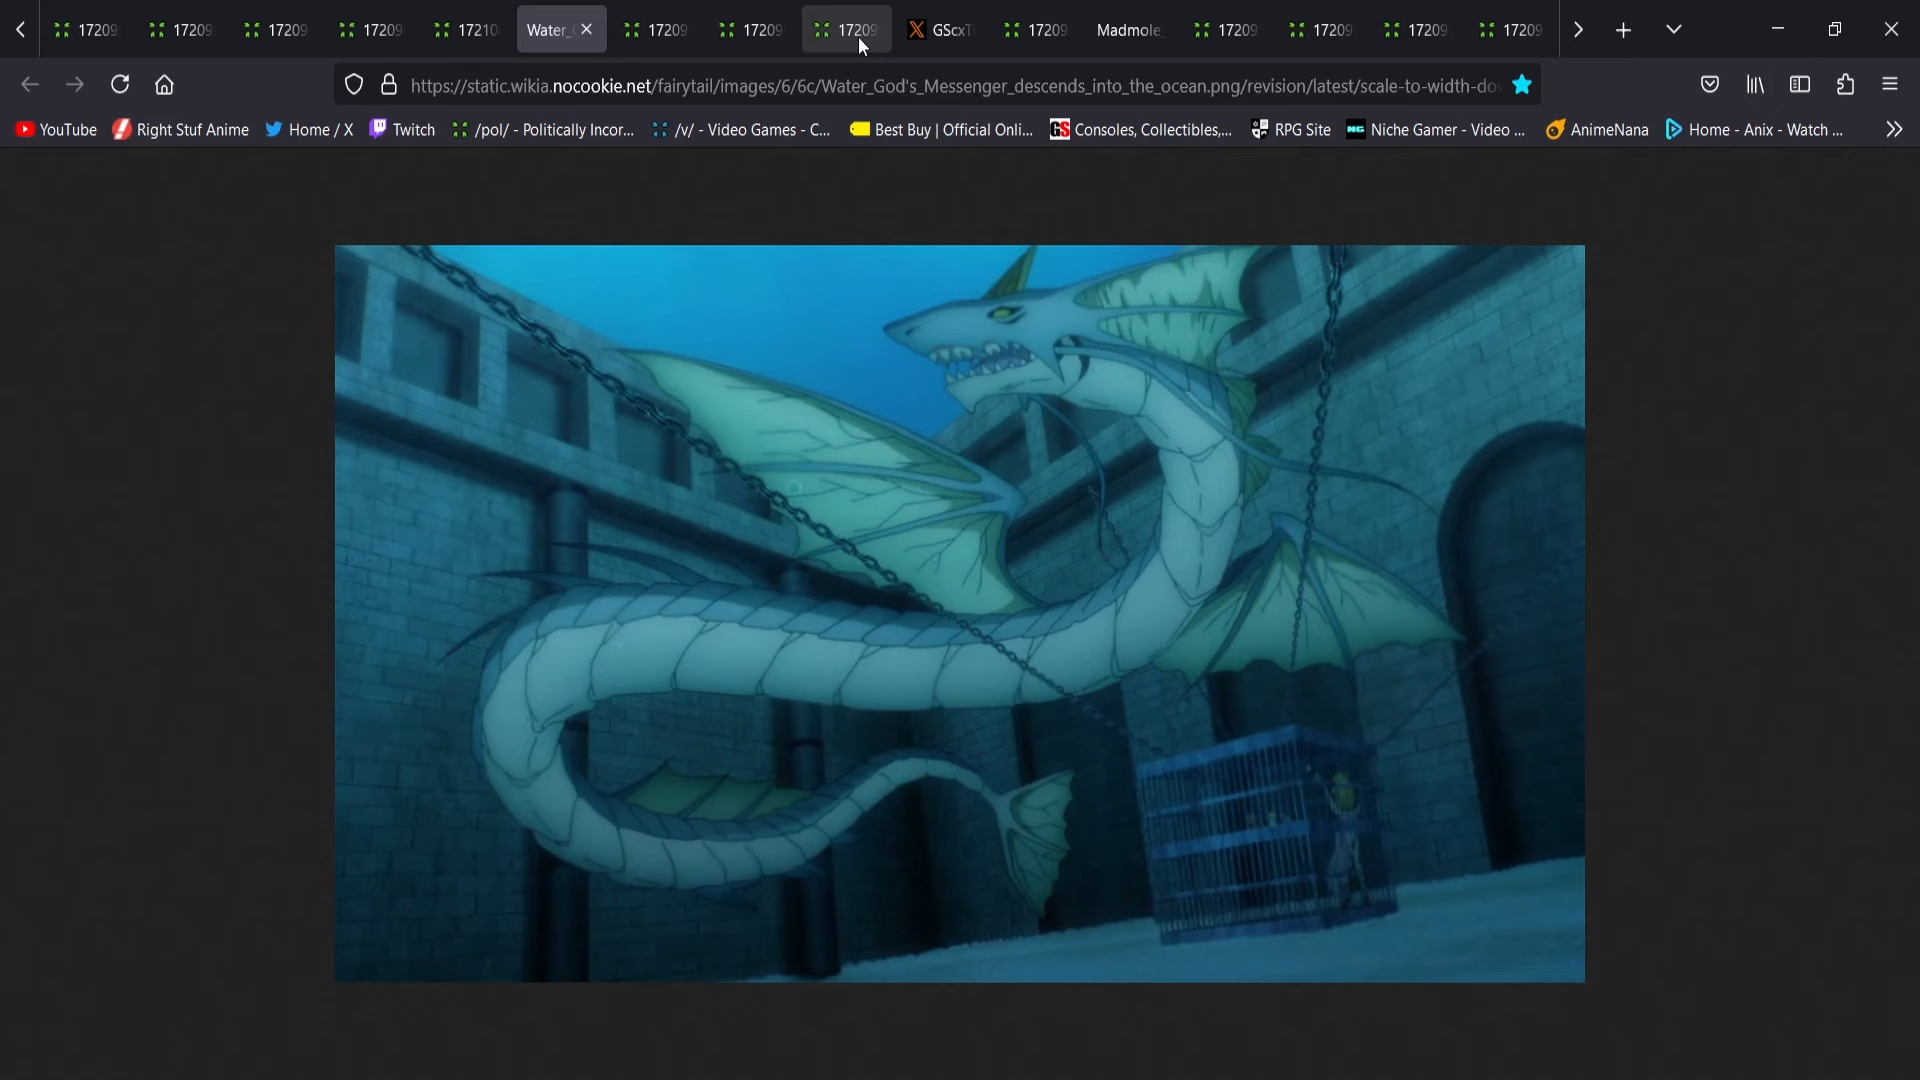 17209 17209 17209 17209 17210 Water_ 17209 17209 17209 GScxT 17209 Madmole_ 17209 17209 17209 17209
https://static.wikia.nocookie.net/fairytail/images/6/6c/Water_God's_Messenger_descends_into_the_ocean.png/revision/latest/scale-to-width-do
YouTube Right Stuf Anime Home / X Twitch /pol/ - Politically Incor... /v/ - Video Games - C... Best Buy | Official Onli... GS Consoles, Collectibles,... RPG Site NG Niche Gamer - Video ... AnimeNana Home - Anix - Watch ...